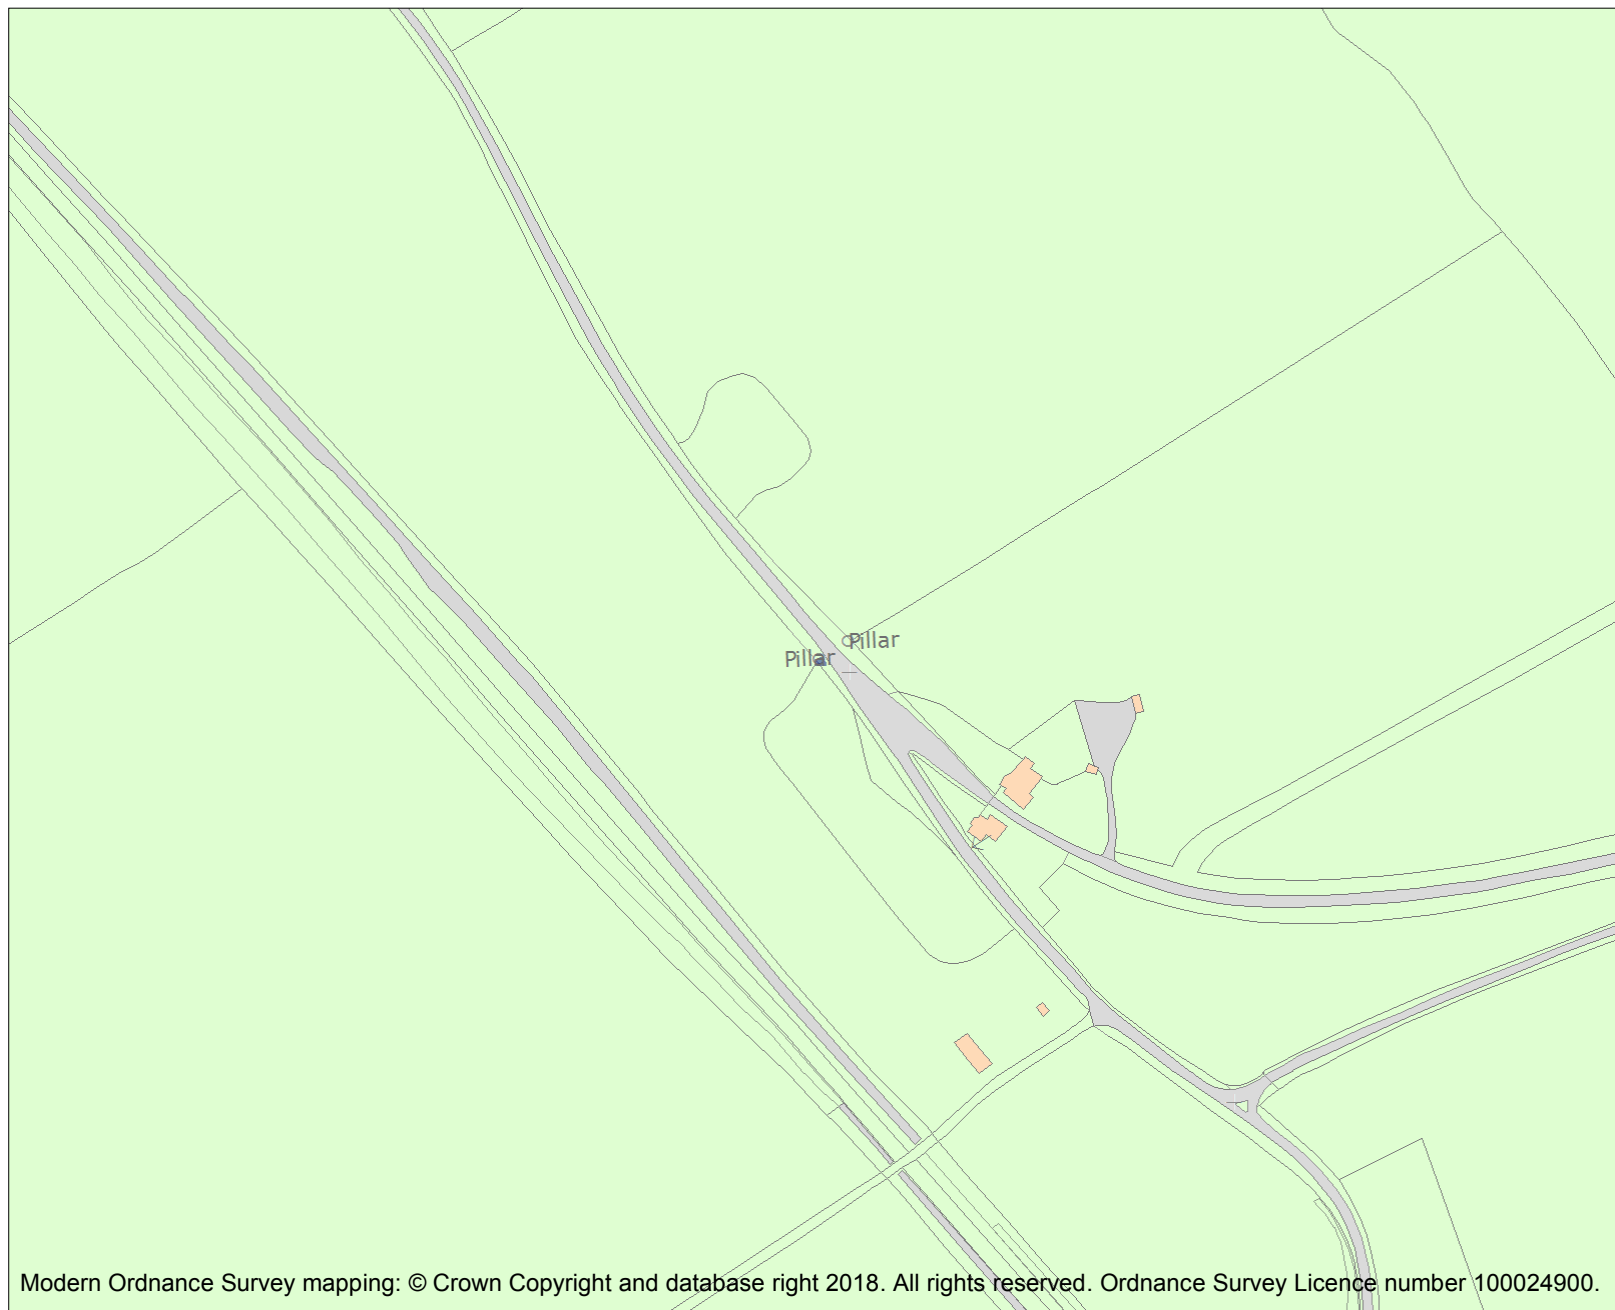 Pillar
Pillar
Modern Ordnance Survey mapping: © Crown Copyright and database right 2018. All rights reserved. Ordnance Survey Licence number 100024900.